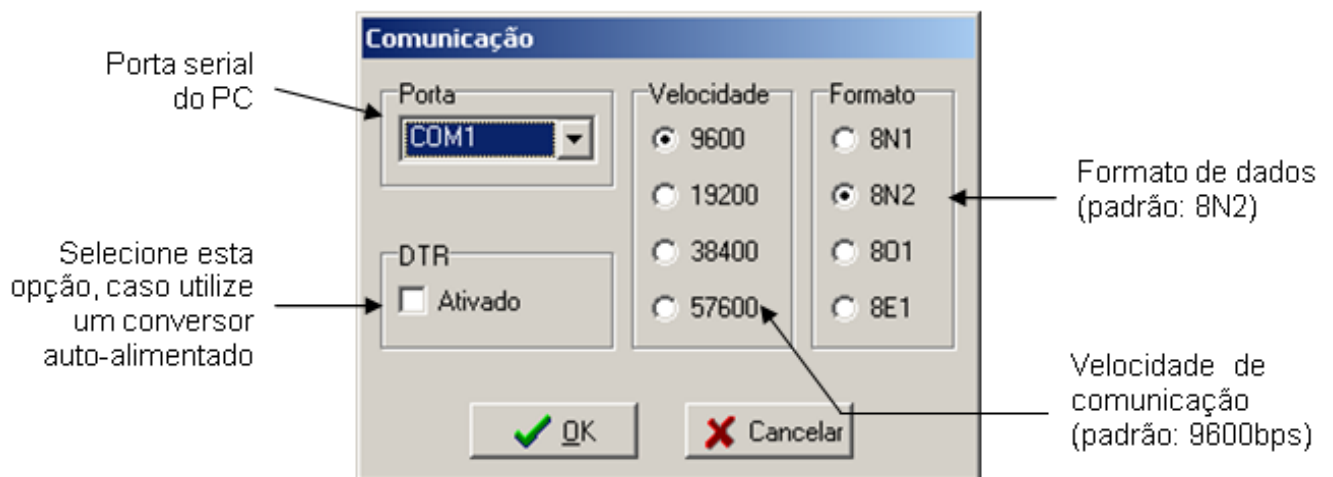 Comunicação
Porta serial
do PC
Porta
COM1
Velocidade
9600
19200
38400
57600
Formato
8N1
8N2
8O1
8E1
Formato de dados
(padrão: 8N2)
Selecione esta
opção, caso utilize
um conversor
auto-alimentado
DTR
Ativado
Velocidade de
comunicação
(padrão: 9600bps)
OK
Cancelar